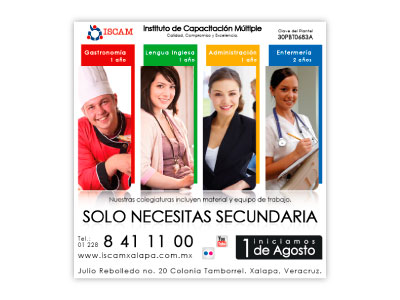 ISCAM
Instituto de Capacitación Múltiple
Calidad, Compromiso y Excelencia.
Clave del Plantel
30PBT0683A
Gastronomía
1 año
Lengua Inglesa
1 año
Administración
1 año
Enfermería
2 años
Nuestras colegiaturas incluyen material y equipo de trabajo.
SOLO NECESITAS SECUNDARIA
Tel.:
01 228
8 41 11 00
www.iscamxalapa.com.mx
You Tube
iniciamos
1 de Agosto
Julio Rebolledo no. 20 Colonia Tamborrel. Xalapa, Veracruz.